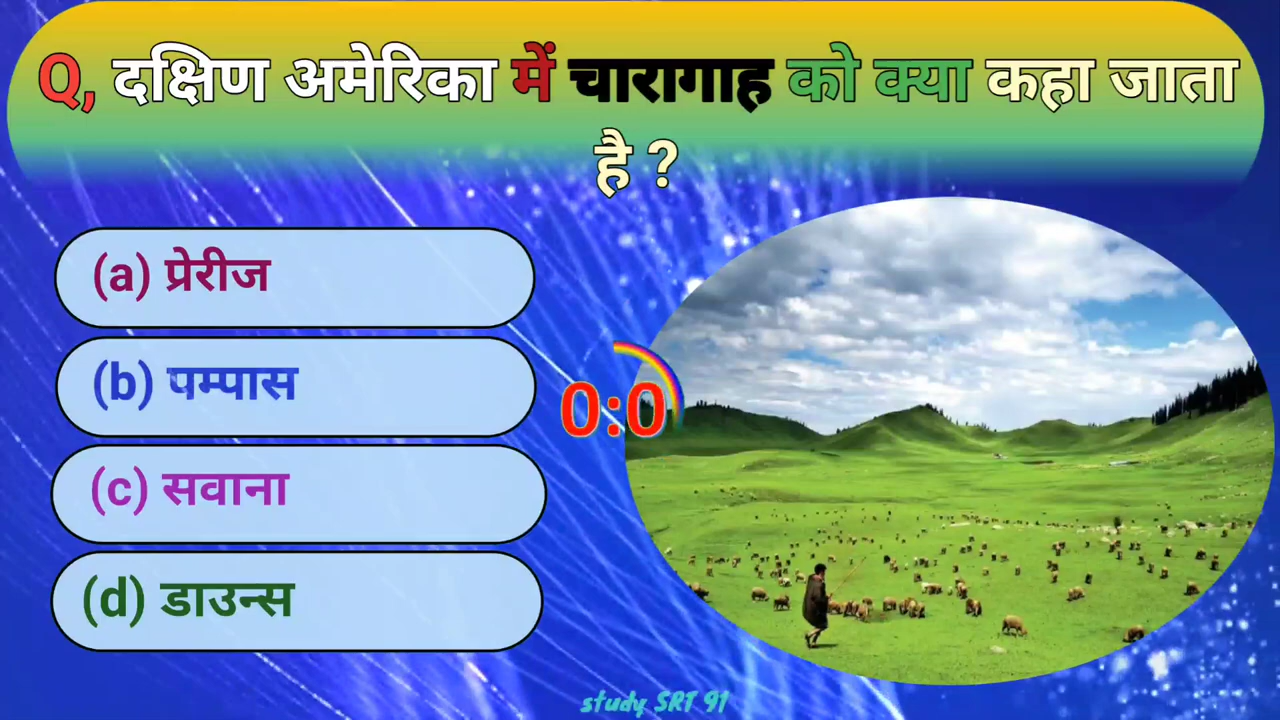 Q, दक्षिण अमेरिका में चारागाह को क्या कहा जाता
है ?
(a) प्रेरीज
(b) पम्पास
(c) सवाना
(d) डाउन्स
0:0
study SRT 91